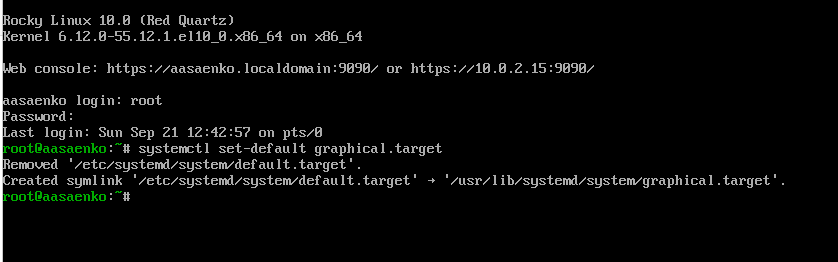 Rocky Linux 10.0 (Red Quartz)
Kernel 6.12.0-55.12.1.el10_0.x86_64 on x86_64
Web console: https://aasaenko.localdomain:9090/ or https://10.0.2.15:9090/
aasaenko login: root
Password:
Last login: Sun Sep 21 12:42:57 on pts/0
root@aasaenko:~# systemctl set-default graphical.target
Removed '/etc/systemd/system/default.target'.
Created symlink '/etc/systemd/system/default.target' → '/usr/lib/systemd/system/graphical.target'.
root@aasaenko:~#